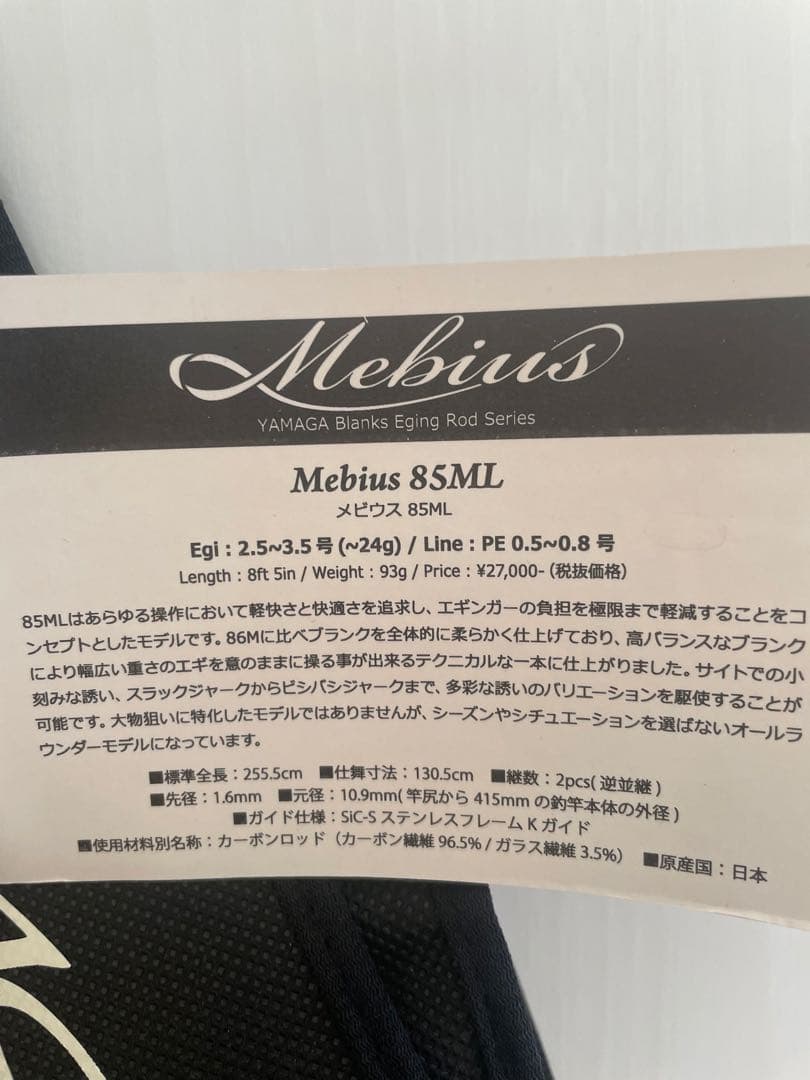 Mebius
YAMAGA Blanks Eging Rod Series
Mebius 85ML
メビウス 85ML
Egi : 2.5~3.5号(~24g) / Line : PE 0.5~0.8 号
Length : 8ft 5in / Weight : 93g / Price : ¥27,000-（税抜価格）
85MLはあらゆる操作において軽快さと快適さを追求し、エギンガーの負担を極限まで軽減することをコ
ンセプトとしたモデルです。86Mに比べブランクを全体的に柔らかく仕上げており、高バランスなブランク
により幅広い重さのエギを意のままに操る事が出来るテクニカルな一本に仕上がりました。サイトでの小
刻みな誘い、スラックジャークからビシバシジャークまで、多彩な誘いのバリエーションを駆使することが
可能です。大物狙いに特化したモデルではありませんが、シーズンやシチュエーションを選ばないオールラ
ウンダーモデルになっています。
■標準全長：255.5cm ■仕舞寸法：130.5cm ■継数：2pcs( 逆並継 )
■先径：1.6mm ■元径：10.9mm( 竿尻から 415mm の釣竿本体の外径 )
■ガイド仕様：SiC-S ステンレスフレーム K ガイド
■使用材料別名称：カーボンロッド（カーボン繊維 96.5% / ガラス繊維 3.5%） ■原産国：日本